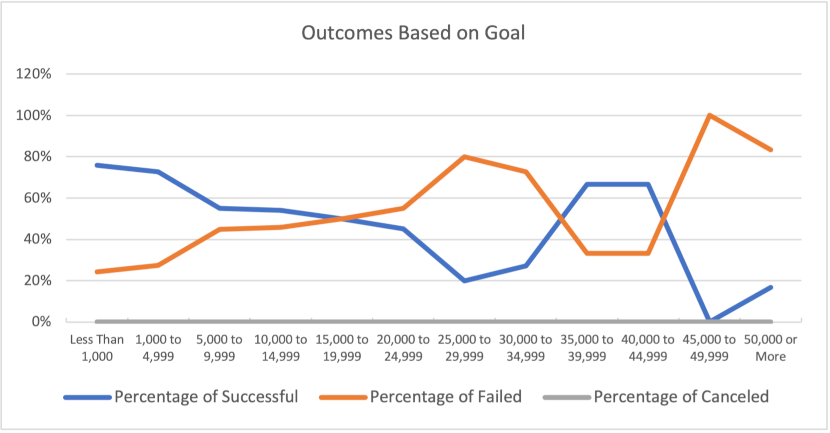 Outcomes Based on Goal
120%
100%
80%
60%
40%
20%
0%
Less Than 1,000 to 5,000 to 10,000 to 15,000 to 20,000 to 25,000 to 30,000 to 35,000 to 40,000 to 45,000 to 50,000 or
1,000 4,999 9,999 14,999 19,999 24,999 29,999 34,999 39,999 44,999 49,999 More
Percentage of Successful Percentage of Failed Percentage of Canceled